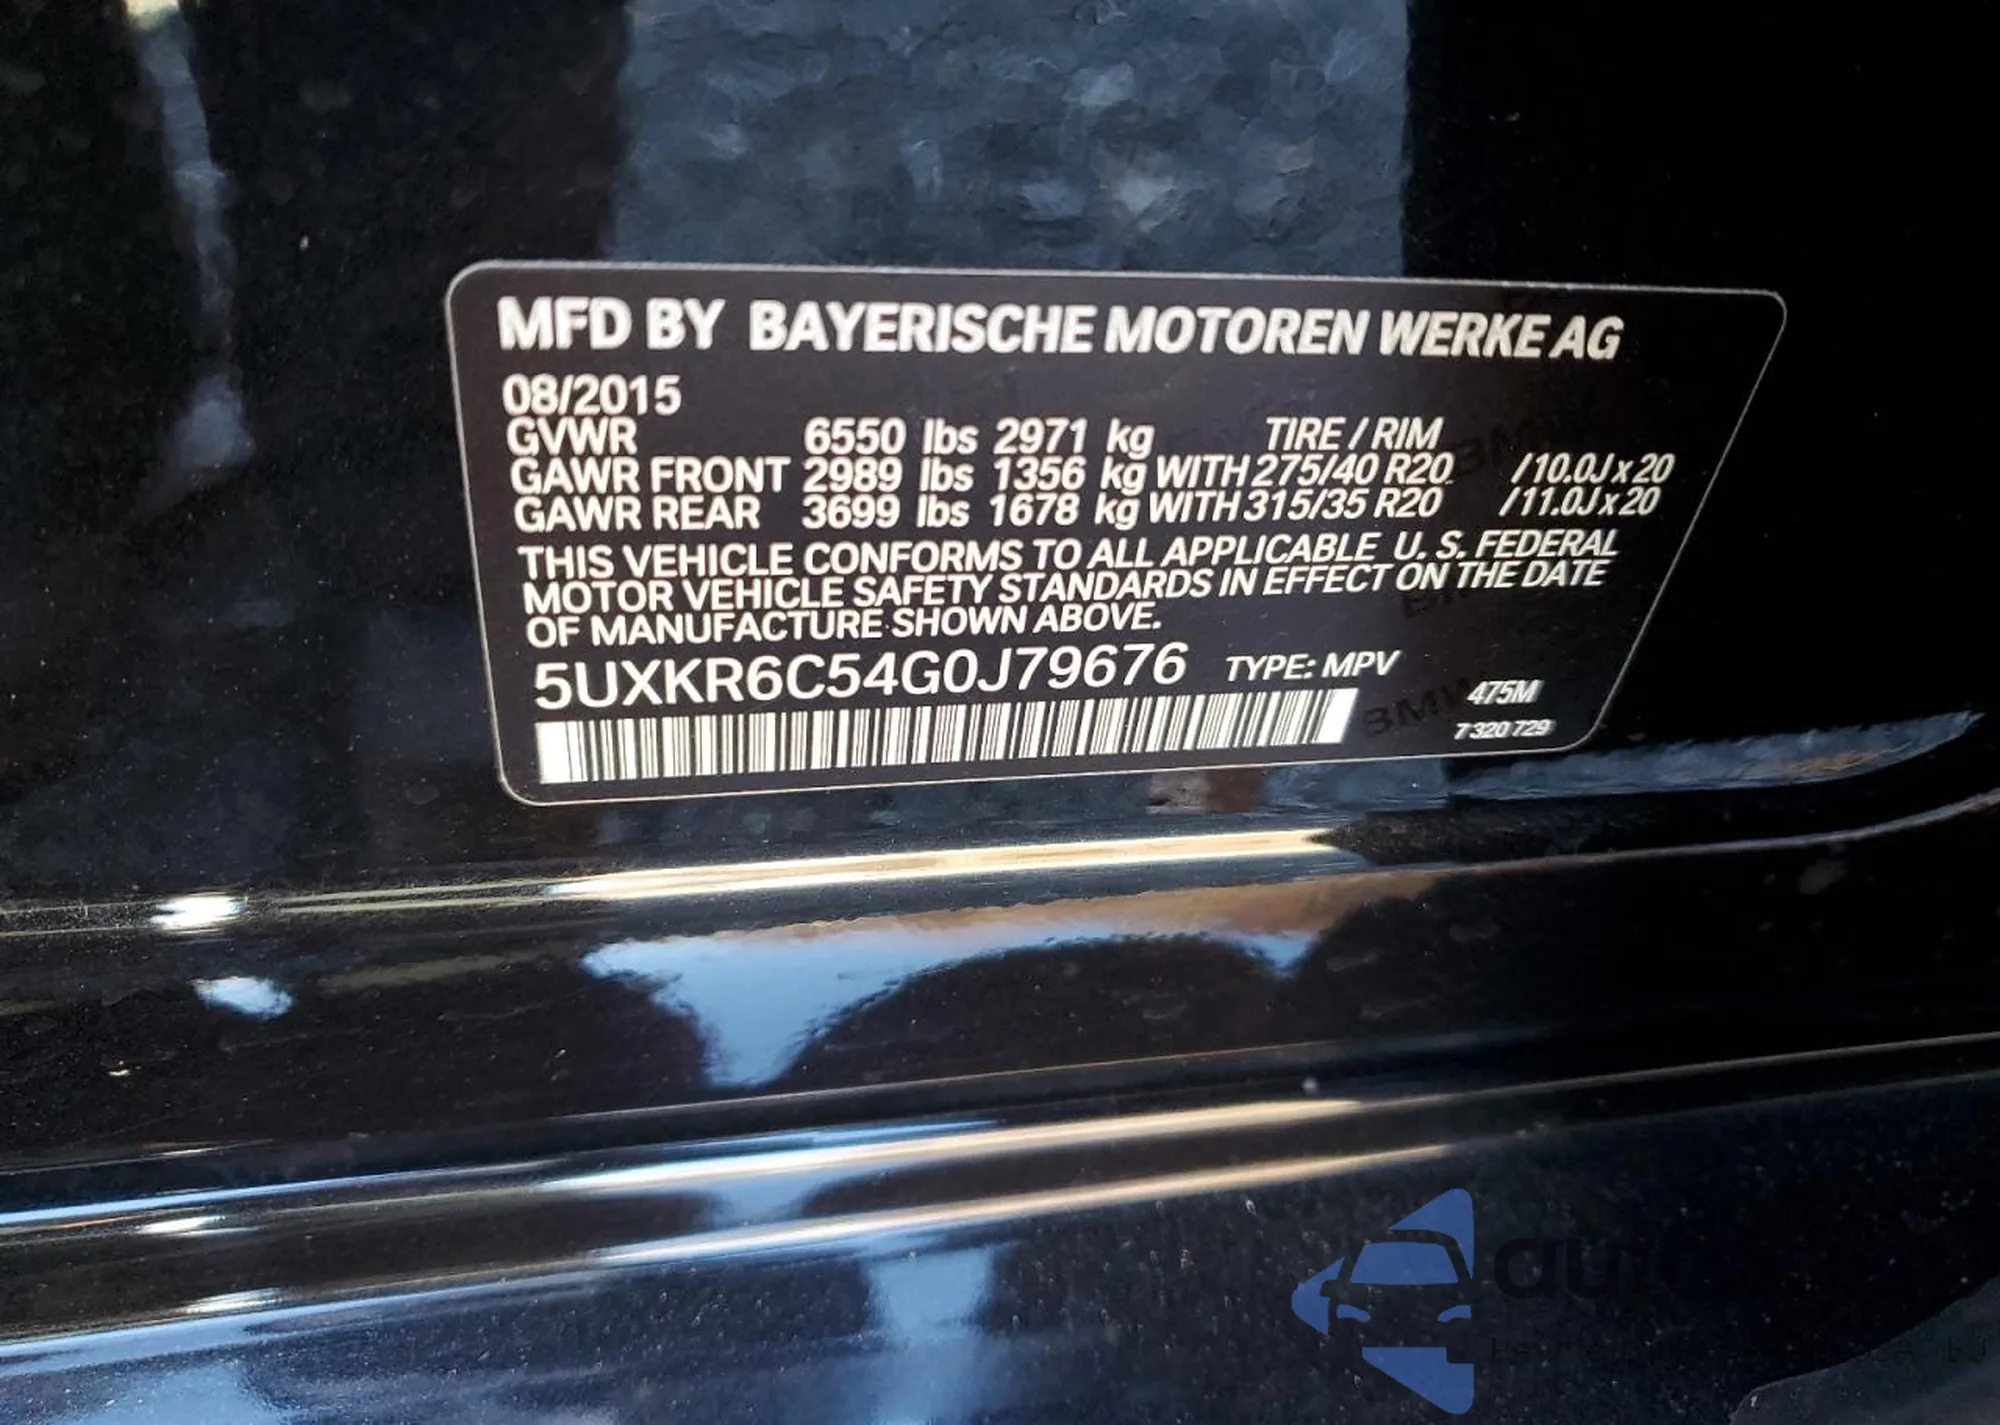 MFD BY BAYERISCHE MOTOREN WERKE AG
08/2015
GVWR 6550 lbs 2971 kg TIRE / RIM
GAWR FRONT 2989 lbs 1356 kg WITH 275/40 R20 /10.0J x 20
GAWR REAR 3699 lbs 1678 kg WITH 315/35 R20 /11.0J x 20
THIS VEHICLE CONFORMS TO ALL APPLICABLE U. S. FEDERAL
MOTOR VEHICLE SAFETY STANDARDS IN EFFECT ON THE DATE
OF MANUFACTURE SHOWN ABOVE.
5UXKR6C54G0J79676 TYPE: MPV
475M
7 320 729